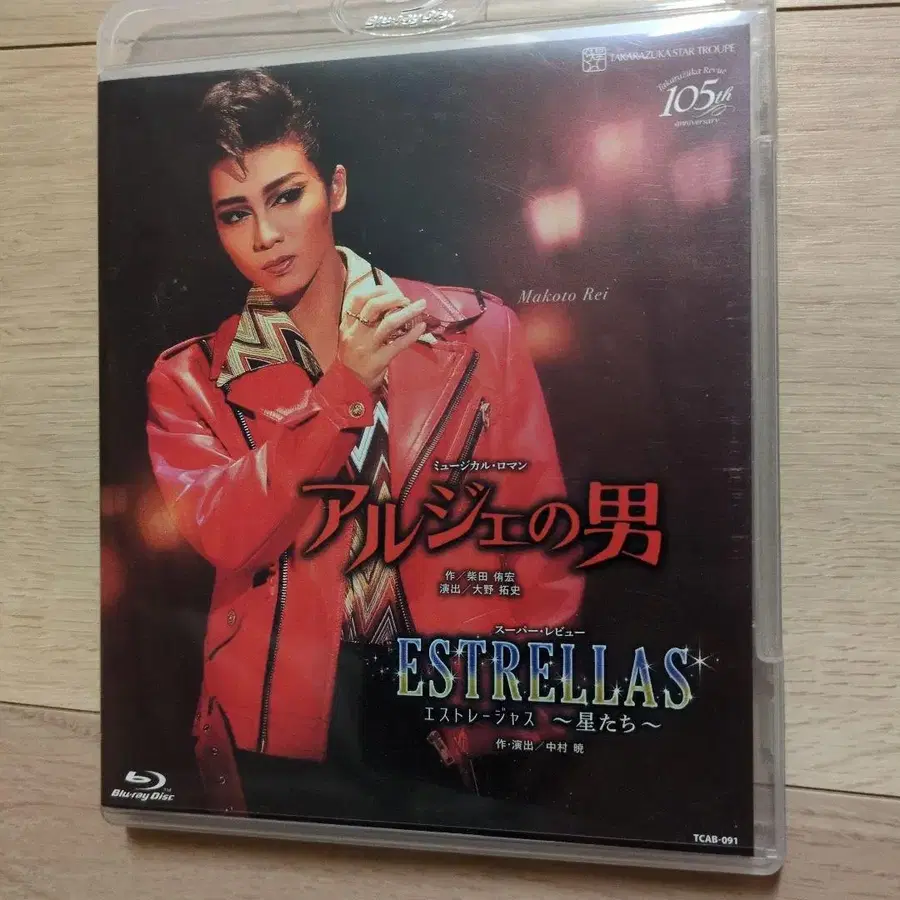 Blu-ray Disc
TAKARAZUKA STAR TROUPE
Takarazuka Revue
105th
anniversary
Makoto Rei
ミュージカル・ロマン
アルジェの男
作／柴田 侑宏
演出／大野 拓史
スーパー・レビュー
ESTRELLAS
エストレージャス ～星たち～
作・演出／中村 暁
Blu-ray Disc™
TCAB-091